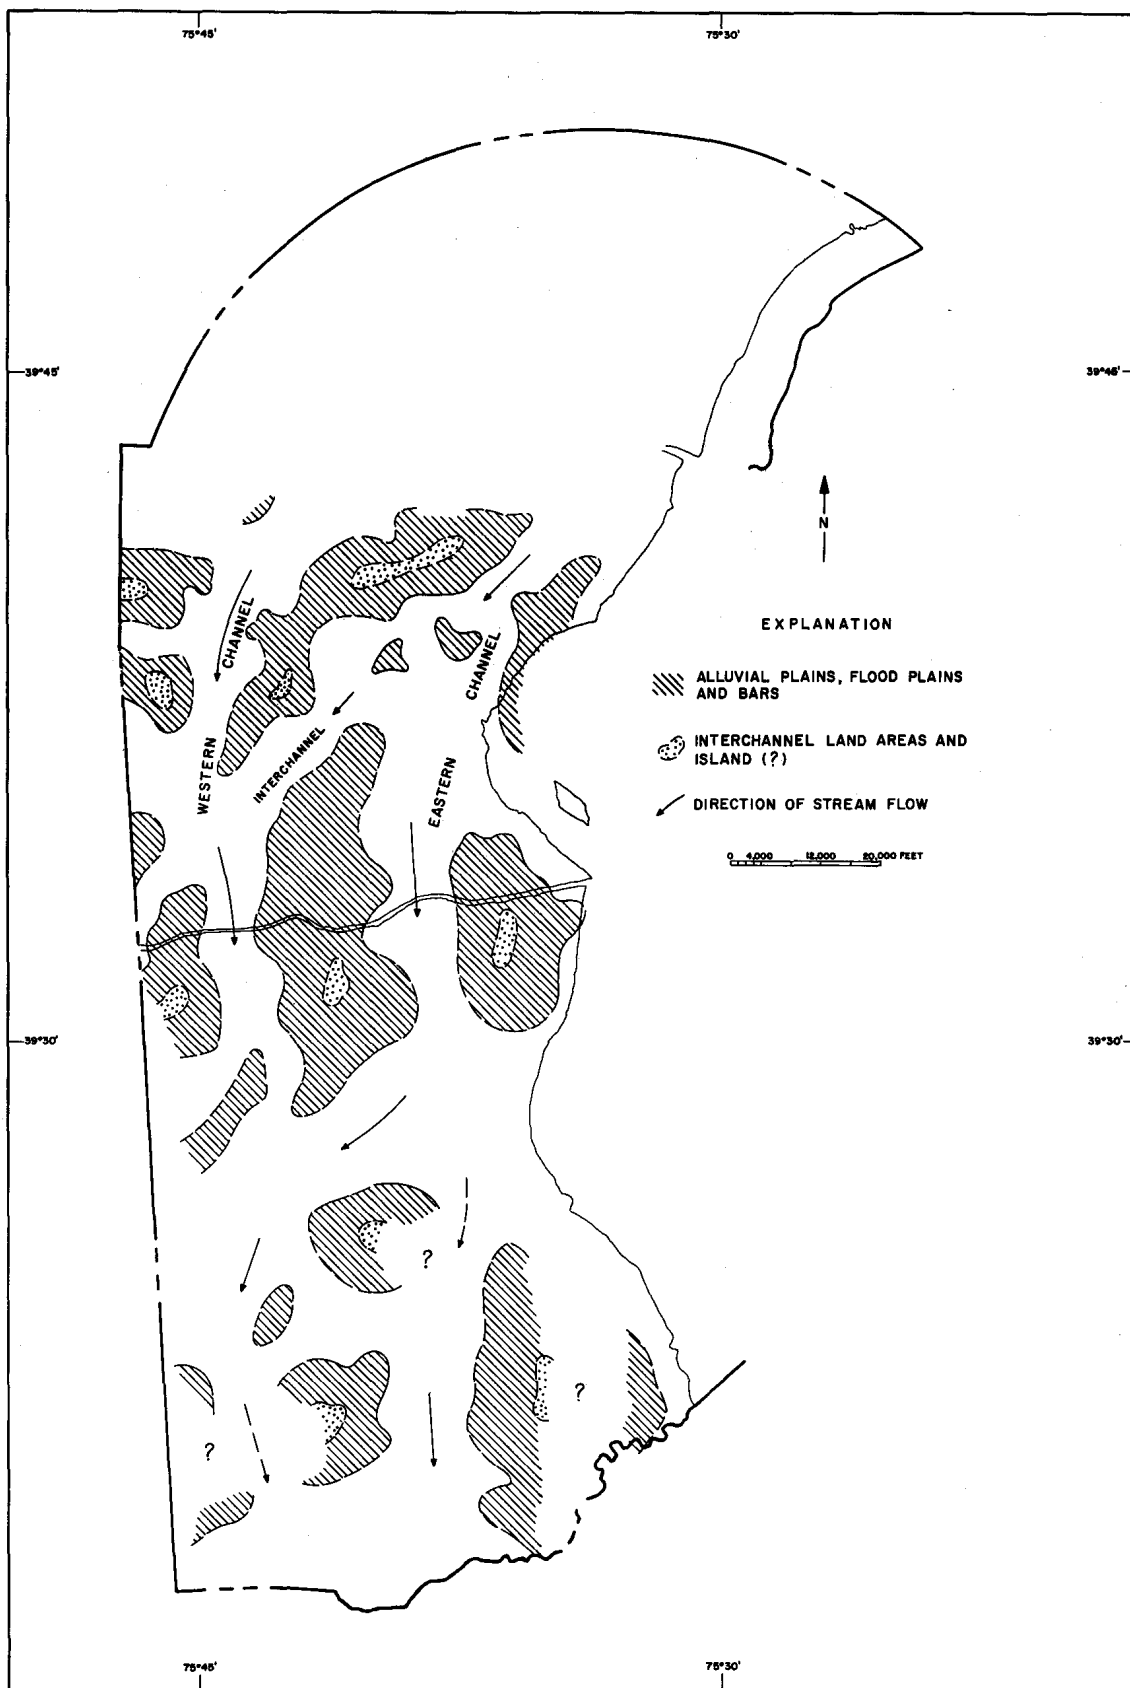 75°45'
75°30'
39°45'
39°45'
N
EXPLANATION
ALLUVIAL PLAINS, FLOOD PLAINS
AND BARS
INTERCHANNEL LAND AREAS AND
ISLAND (?)
DIRECTION OF STREAM FLOW
0 4,000 12,000 20,000 FEET
CHANNEL
WESTERN
INTERCHANNEL
CHANNEL
EASTERN
39°30'
39°30'
?
?
?
75°45'
75°30'